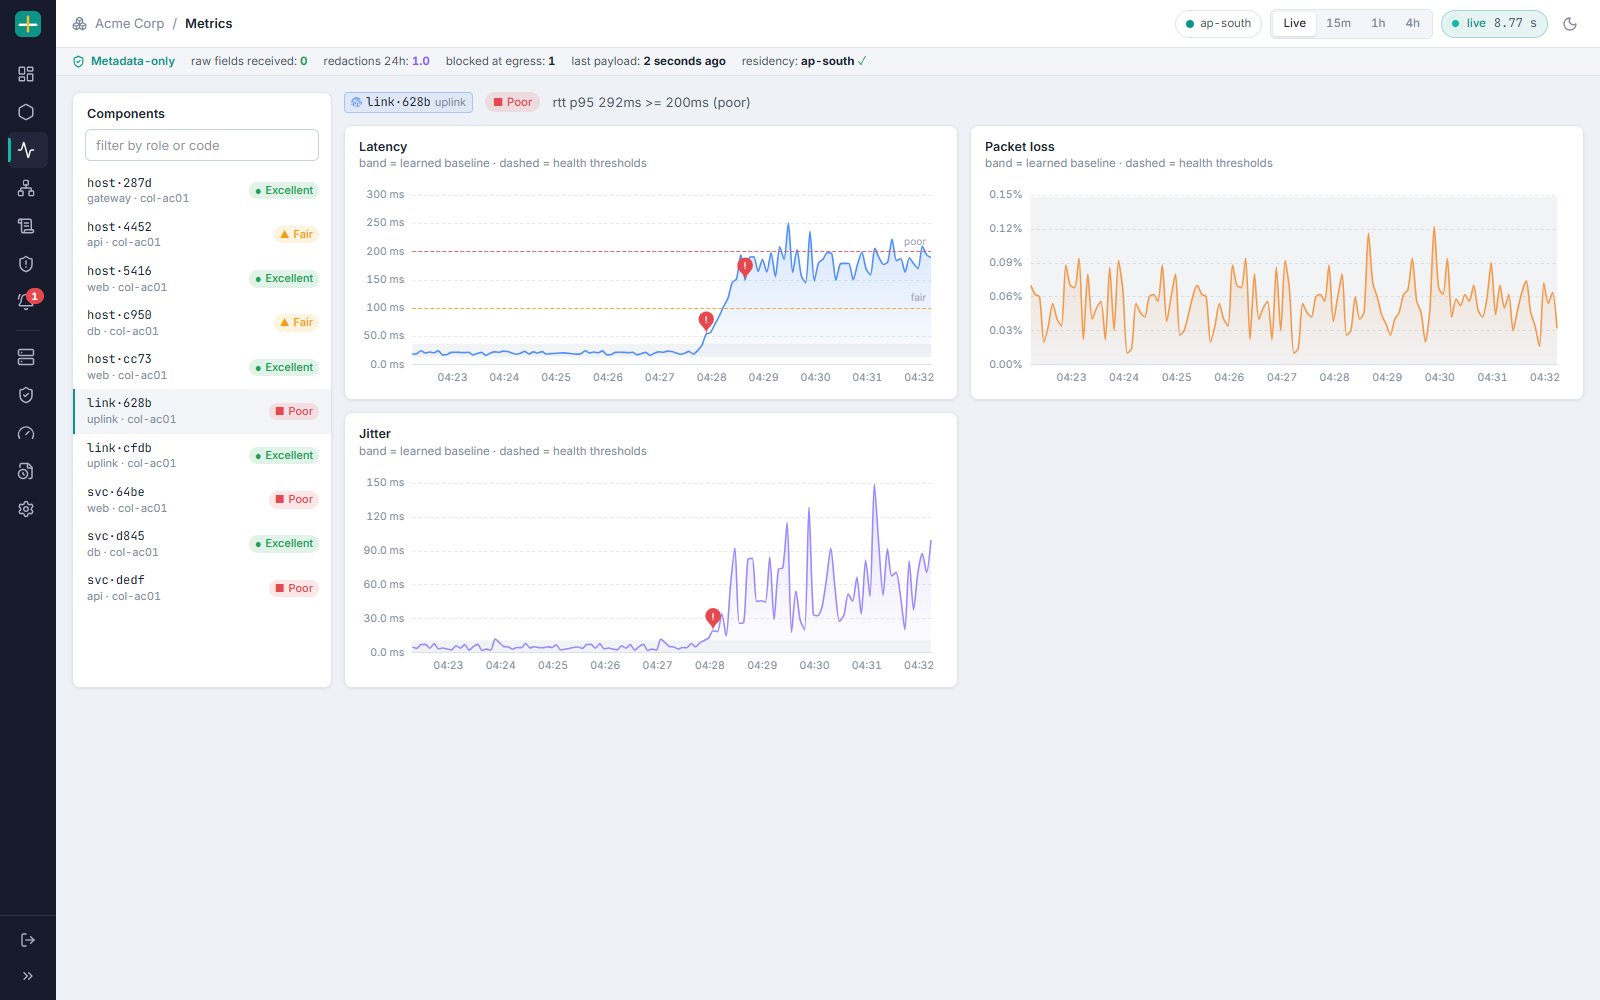 Acme Corp / Metrics
ap-south
Live 15m 1h 4h
live 8.77 s
Metadata-only raw fields received: 0 redactions 24h: 1.0 blocked at egress: 1 last payload: 2 seconds ago residency: ap-south ✓
1
Components
filter by role or code
host·287d
gateway · col-ac01
Excellent
host·4452
api · col-ac01
Fair
host·5416
web · col-ac01
Excellent
host·c950
db · col-ac01
Fair
host·cc73
web · col-ac01
Excellent
link·628b
uplink · col-ac01
Poor
link·cfdb
uplink · col-ac01
Excellent
svc·64be
web · col-ac01
Poor
svc·d845
db · col-ac01
Excellent
svc·dedf
api · col-ac01
Poor
link·628b uplink Poor rtt p95 292ms >= 200ms (poor)
Latency
band = learned baseline · dashed = health thresholds
300 ms
250 ms
200 ms
150 ms
100 ms
50.0 ms
0.0 ms
poor
fair
!
!
04:23 04:24 04:25 04:26 04:27 04:28 04:29 04:30 04:31 04:32
Packet loss
band = learned baseline · dashed = health thresholds
0.15%
0.12%
0.09%
0.06%
0.03%
0.00%
04:23 04:24 04:25 04:26 04:27 04:28 04:29 04:30 04:31 04:32
Jitter
band = learned baseline · dashed = health thresholds
150 ms
120 ms
90.0 ms
60.0 ms
30.0 ms
0.0 ms
!
04:23 04:24 04:25 04:26 04:27 04:28 04:29 04:30 04:31 04:32